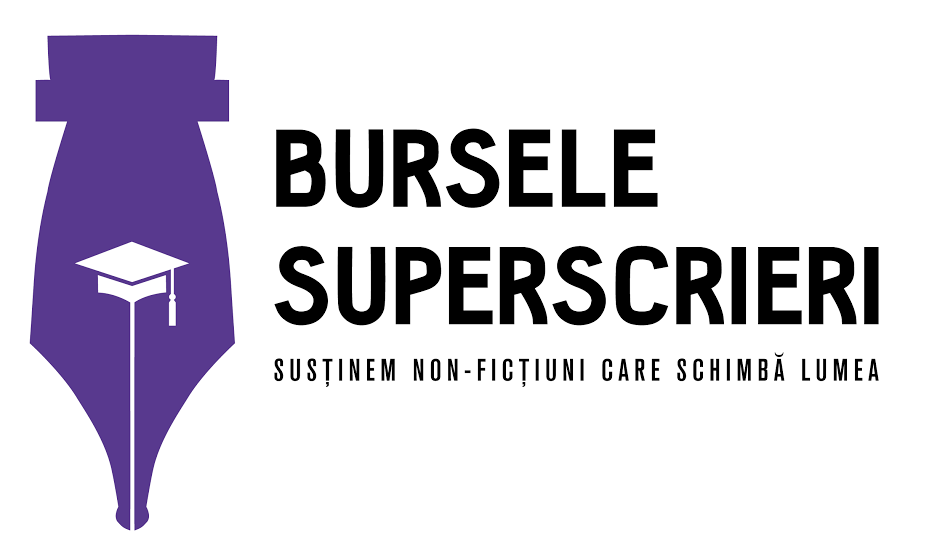 BURSELE
SUPERSCRIERI
SUSȚINEM NON-FICȚIUNI CARE SCHIMBĂ LUMEA